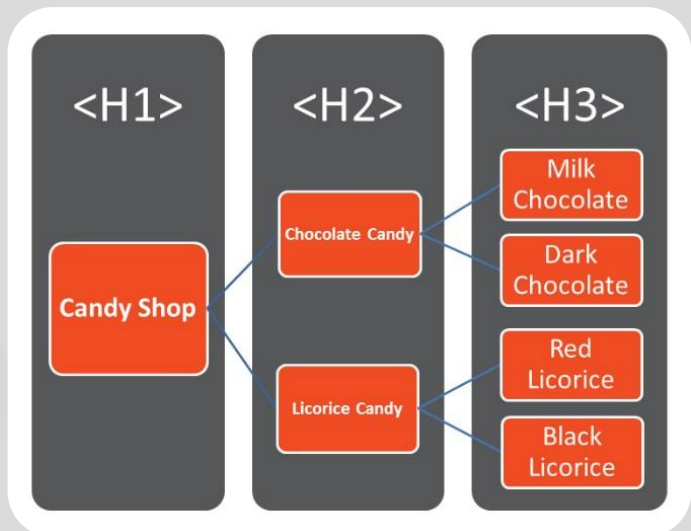 <H1>
Candy Shop
<H2>
Chocolate Candy
Licorice Candy
<H3>
Milk
Chocolate
Dark
Chocolate
Red
Licorice
Black
Licorice